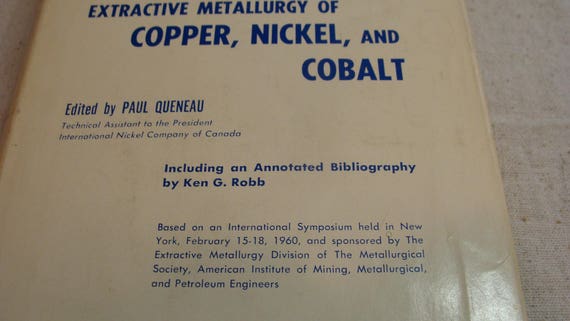 EXTRACTIVE METALLURGY OF
COPPER, NICKEL, AND
COBALT
Edited by PAUL QUENEAU
Technical Assistant to the President
International Nickel Company of Canada
Including an Annotated Bibliography
by Ken G. Robb
Based on an International Symposium held in New
York, February 15-18, 1960, and sponsored by The
Extractive Metallurgy Division of The Metallurgical
Society, American Institute of Mining, Metallurgical,
and Petroleum Engineers